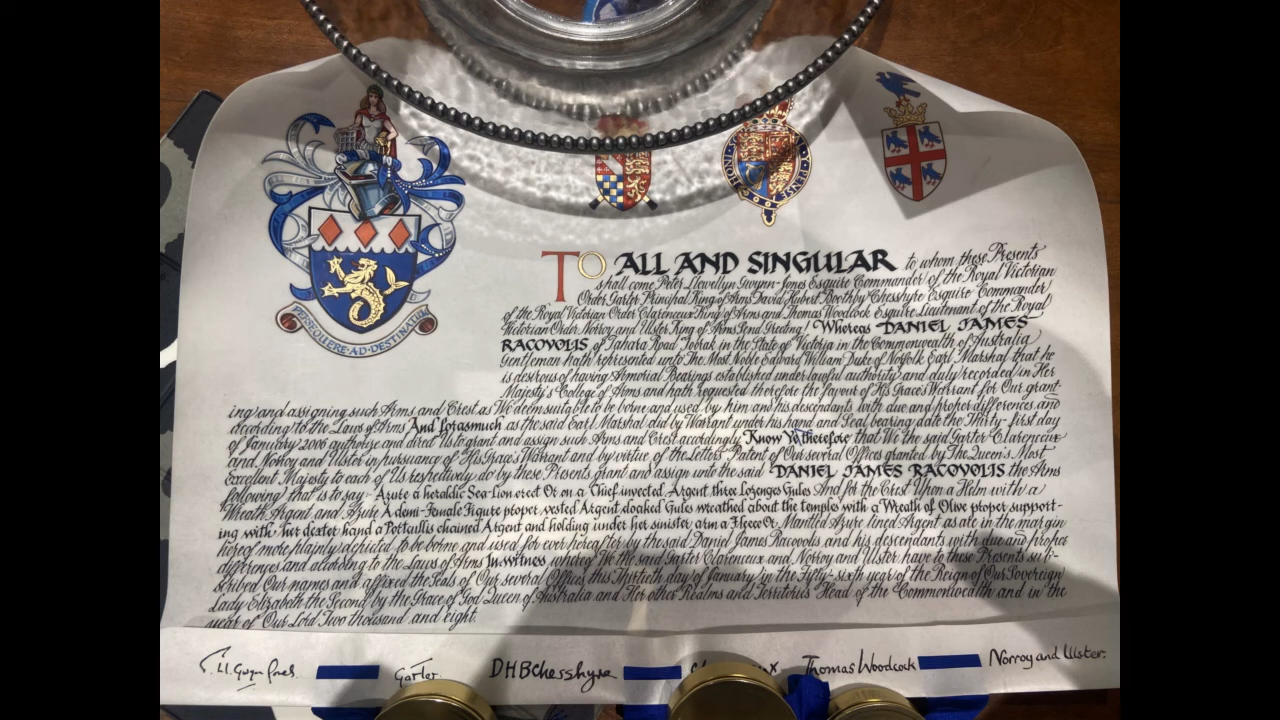 PERSEQUERE·AD·DESTINATUM
HONI
Y·PENSE
TO ALL AND SINGULAR to whom these Presents
shall come Peter Llewellyn Gwynn-Jones Esquire Commander of the Royal Victorian
Order Garter Principal King of Arms David Hubert Boothby Chesshyre Esquire Commander
of the Royal Victorian Order Clarenceux King of Arms and Thomas Woodcock Esquire Lieutenant of the Royal
Victorian Order Norroy and Ulster King of Arms Send Greeting! Whereas DANIEL JAMES
RACOVOLIS of Tahara Road Tobrak in the State of Victoria in the Commonwealth of Australia
Gentleman hath represented unto The Most Noble Edward William Duke of Norfolk Earl Marshal that he
is desirous of having Armorial Bearings established under lawful authority and duly recorded in Her
Majesty's College of Arms and hath requested therefore the favour of His Grace's Warrant for Our grant-
ing and assigning such Arms and Crest as We deem suitable to be borne and used by him and his descendants with due and proper differences and
according to the Laws of Arms And forasmuch as the said Earl Marshal did by Warrant under his hand and Seal bearing date the Thirty-first day
of January 2006 authorise and direct Us to grant and assign such Arms and Crest accordingly Know Ye therefore that We the said Garter Clarenceux
and Norroy and Ulster in pursuance of His Grace's Warrant and by virtue of the Letters Patent of Our several Offices granted by The Queen's Most
Excellent Majesty to each of Us respectively do by these Presents grant and assign unto the said DANIEL JAMES RACOVOLIS the Arms
following that is to say:- Azure a heraldic Sea-Lion erect Or on a Chief invected Argent three Lozenges Gules And for the Crest Upon a Helm with a
Wreath Argent and Azure A demi-Female Figure proper vested Argent cloaked Gules wreathed about the temples with a Wreath of Olive proper support-
ing with her dexter hand a Portcullis chained Argent and holding under her sinister arm a Fleece Or Mantled Azure lined Argent as are in the margin
hereof more plainly depicted to be borne and used for ever hereafter by the said Daniel James Racovolis and his descendants with due and proper
differences and according to the Laws of Arms In witness whereof We the said Garter Clarenceux and Norroy and Ulster have to these Presents sub-
scribed Our names and affixed the Seals of Our several Offices this Thirtieth day of January in the Fifty-sixth year of the Reign of Our Sovereign
Lady Elizabeth the Second by the Grace of God Queen of Australia and Her other Realms and Territories Head of the Commonwealth and in the
year of Our Lord Two thousand and eight.
P. Ll. Gwynn-Jones Garter DHBChesshyre Thomas Woodcock Norroy and Ulster.